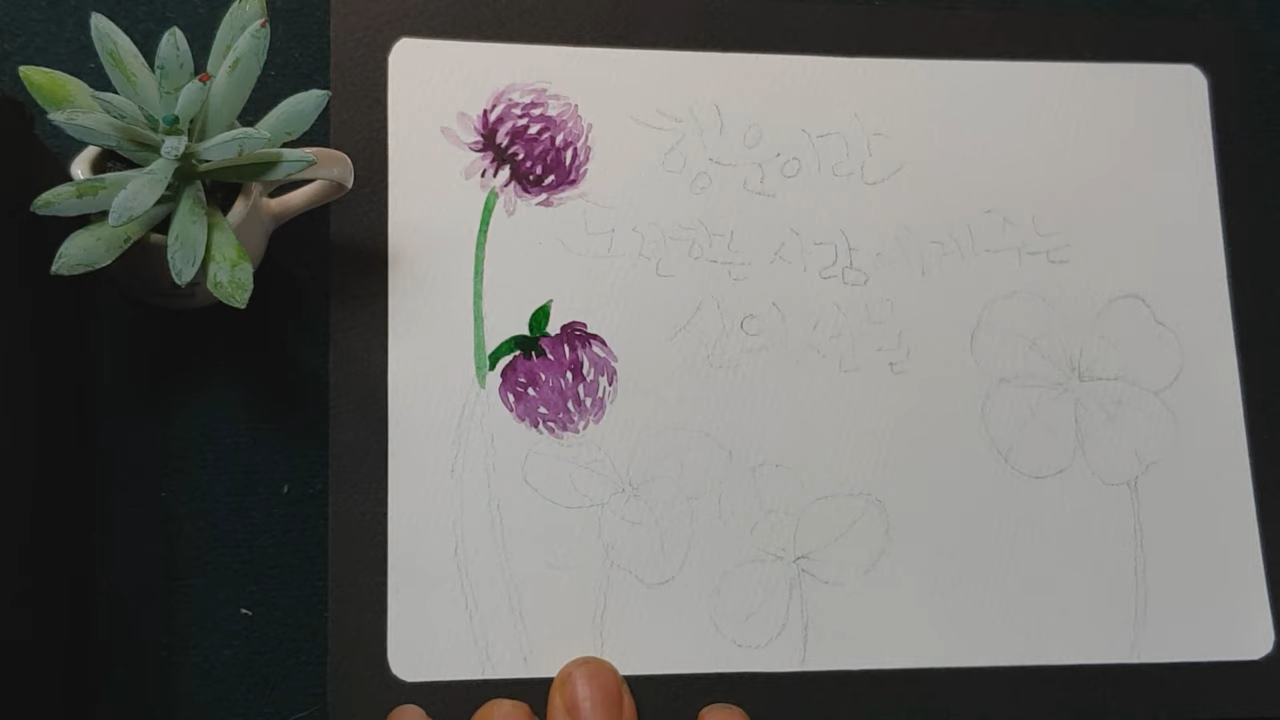 행운이란
노력하는 사람에게 주는
신의 선물